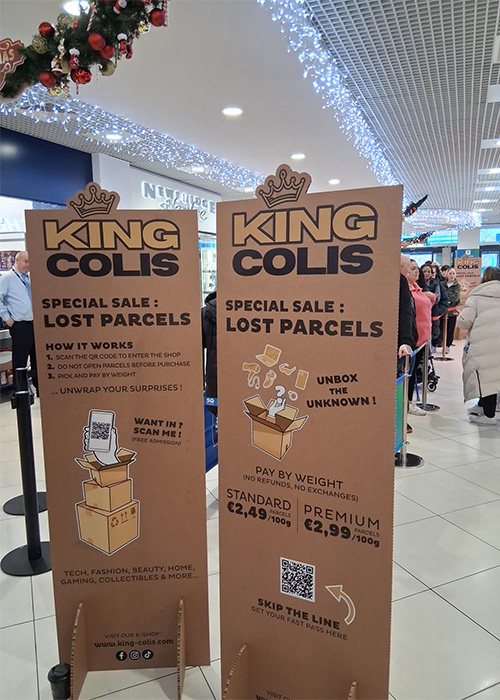 KING
COLIS
SPECIAL SALE :
LOST PARCELS
HOW IT WORKS
1. SCAN THE QR CODE TO ENTER THE SHOP
2. DO NOT OPEN PARCELS BEFORE PURCHASE
3. PICK AND PAY BY WEIGHT
... UNWRAP YOUR SURPRISES !
WANT IN ?
SCAN ME !
(FREE ADMISSION)
TECH, FASHION, BEAUTY, HOME,
GAMING, COLLECTIBLES & MORE...
VISIT OUR E-SHOP:
www.king-colis.com
KING
COLIS
SPECIAL SALE :
LOST PARCELS
UNBOX
THE
UNKNOWN !
PAY BY WEIGHT
(NO REFUNDS, NO EXCHANGES)
STANDARD
PARCELS
€2,49/100g
PREMIUM
PARCELS
€2,99/100g
SKIP THE LINE
GET YOUR FAST PASS HERE
VISIT OUR
KING
COLIS